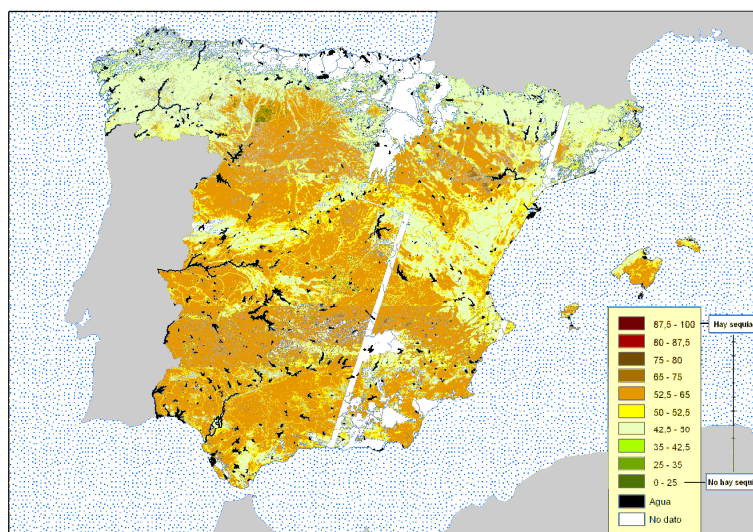 87,5 - 100
Hay sequia
80 - 87,5
75 - 80
65 - 75
52,5 - 65
50 - 52,5
42,5 - 50
35 - 42,5
25 - 35
0 - 25
No hay sequi
Agua
No dato